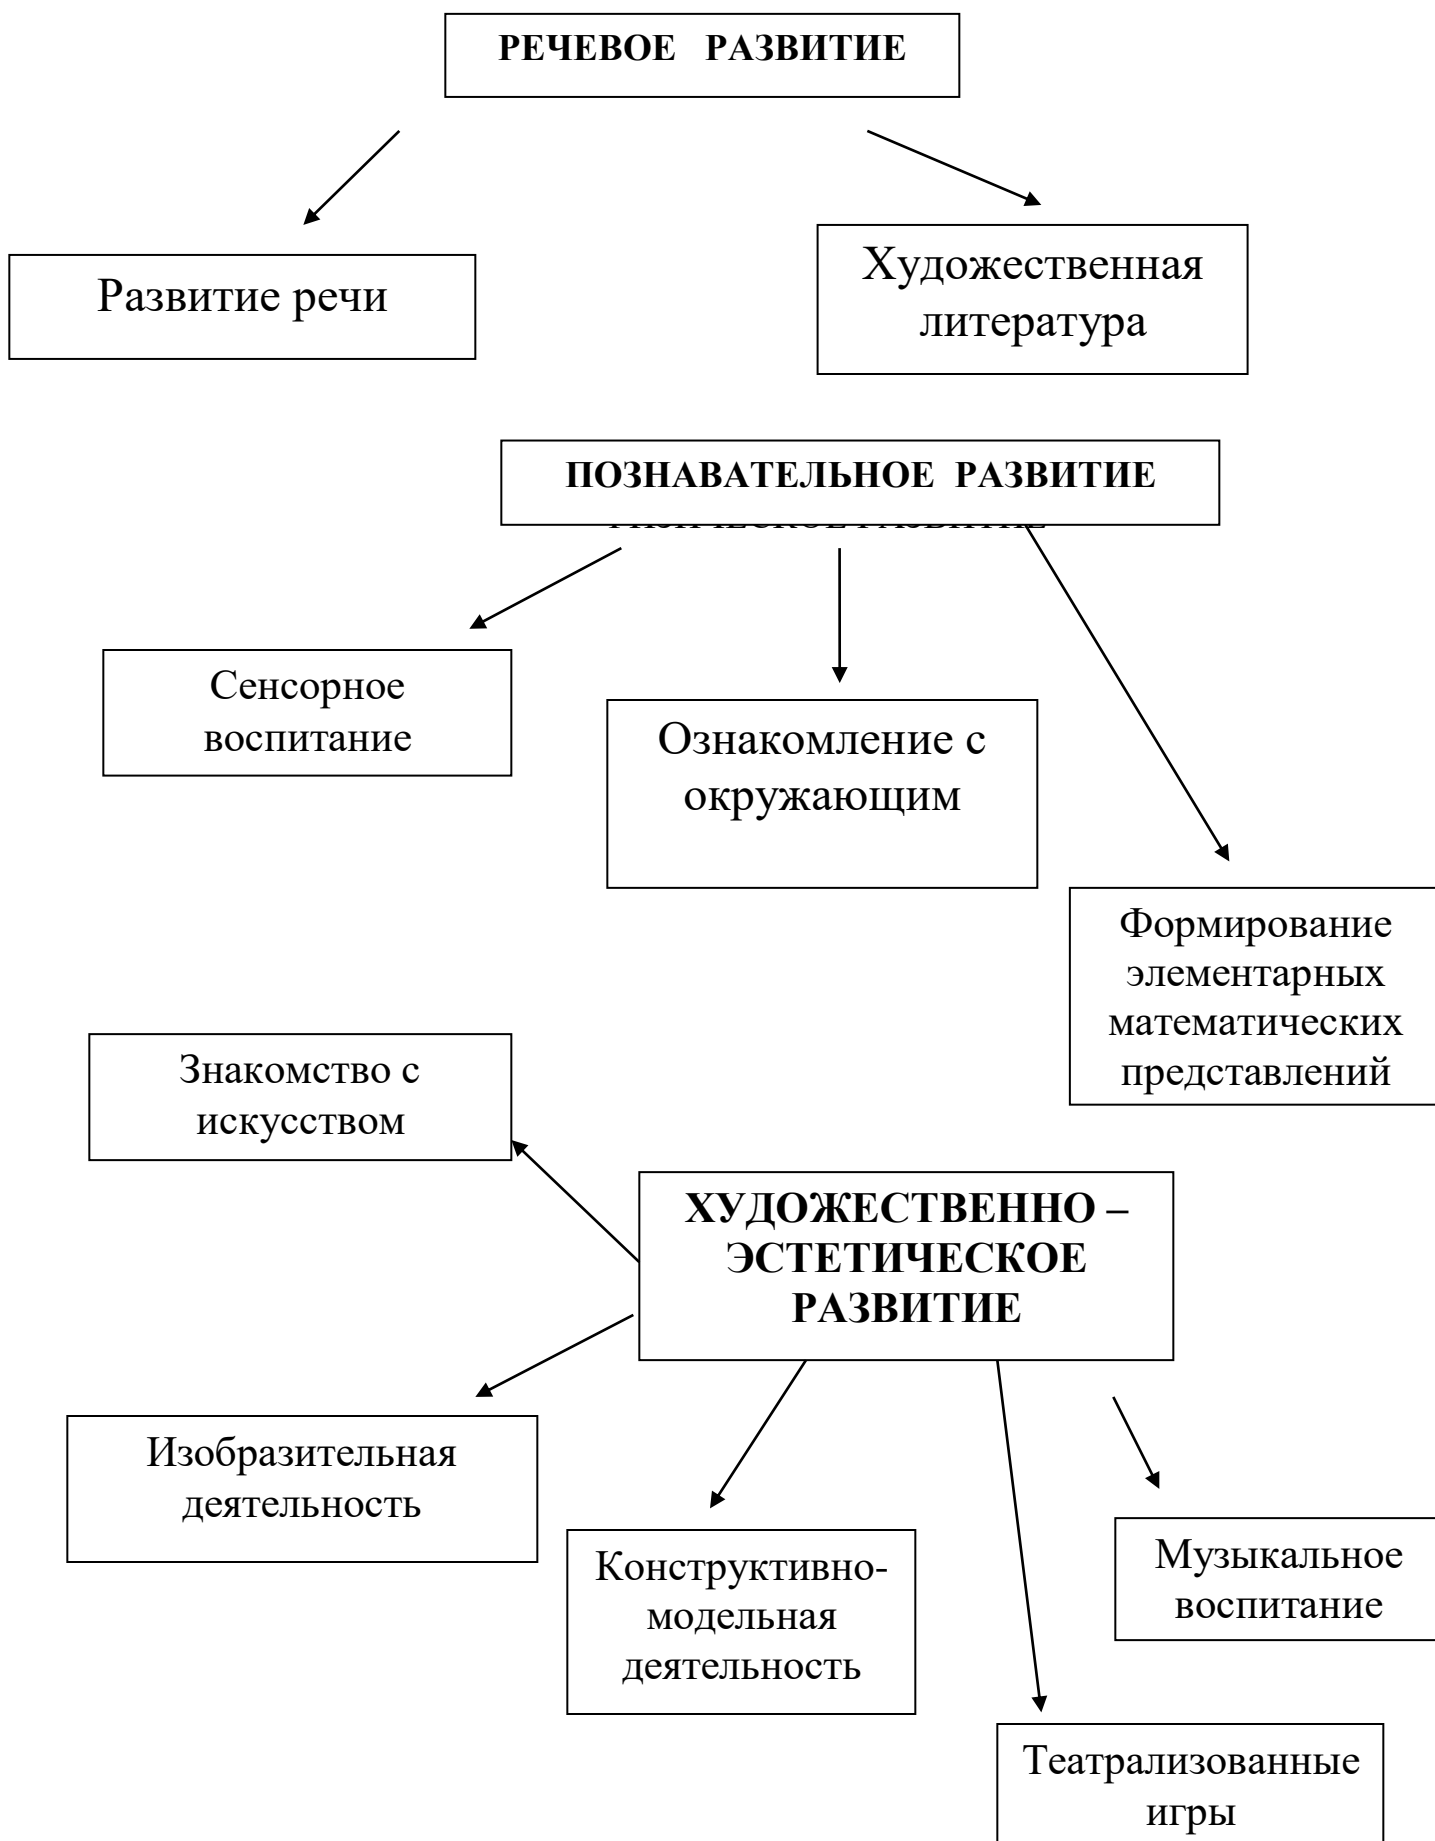 РЕЧЕВОЕ РАЗВИТИЕ
Развитие речи
Художественная
литература
ПОЗНАВАТЕЛЬНОЕ РАЗВИТИЕ
Сенсорное
воспитание
Ознакомление с
окружающим
Формирование
элементарных
математических
представлений
Знакомство с
искусством
ХУДОЖЕСТВЕННО –
ЭСТЕТИЧЕСКОЕ
РАЗВИТИЕ
Изобразительная
деятельность
Конструктивно-
модельная
деятельность
Музыкальное
воспитание
Театрализованные
игры